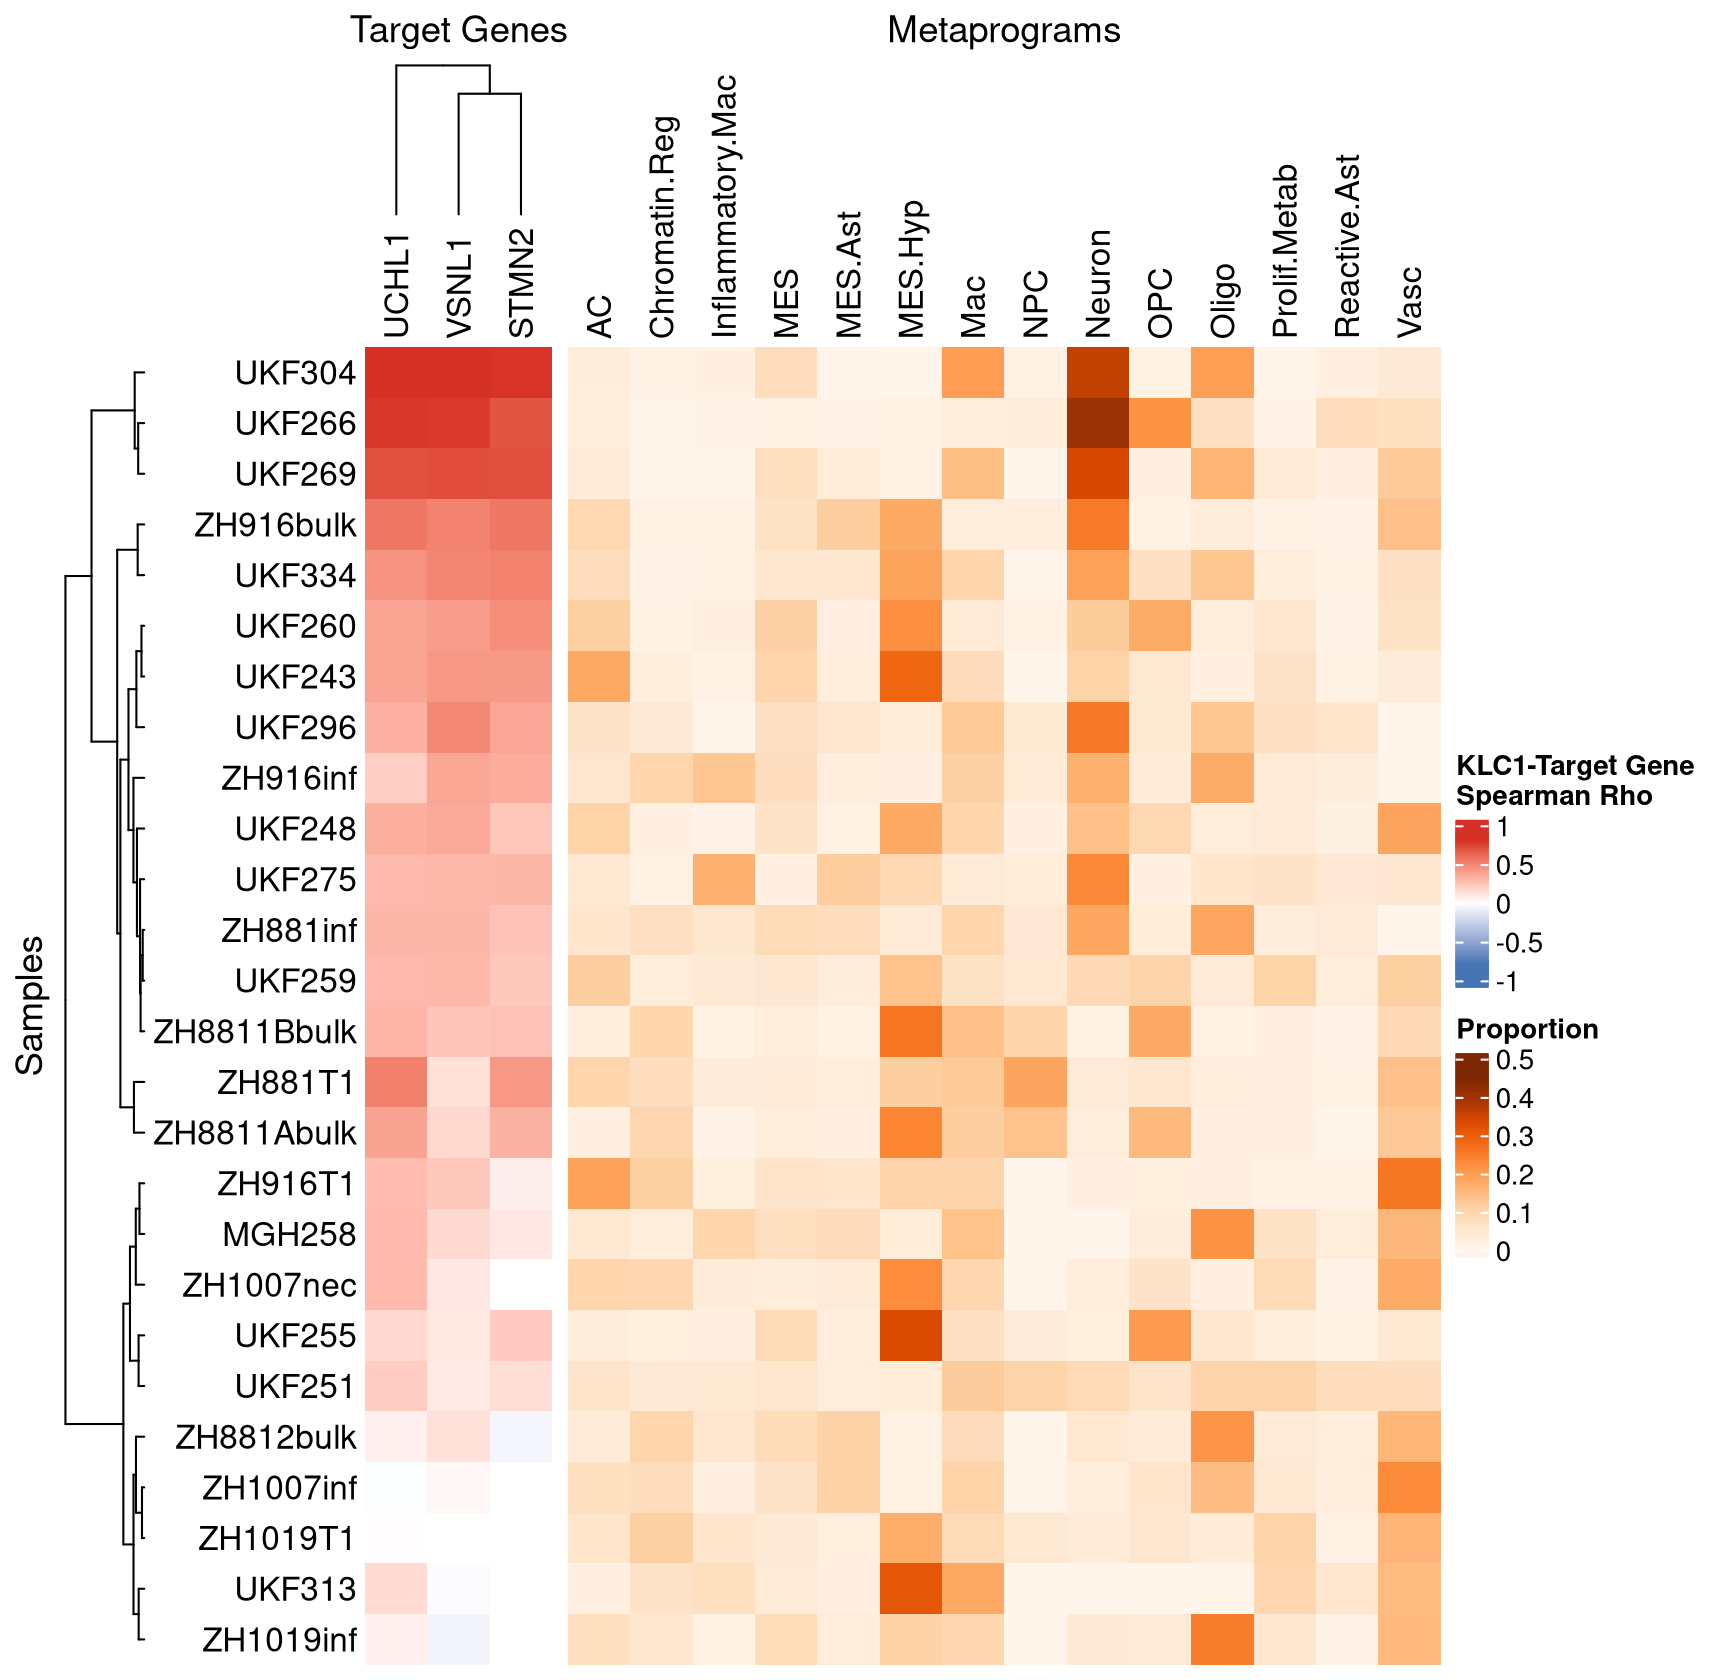 Target Genes
Metaprograms
UCHL1
VSNL1
STMN2
AC
Chromatin.Reg
Inflammatory.Mac
MES
MES.Ast
MES.Hyp
Mac
NPC
Neuron
OPC
Oligo
Prolif.Metab
Reactive.Ast
Vasc
Samples
UKF304
UKF266
UKF269
ZH916bulk
UKF334
UKF260
UKF243
UKF296
ZH916inf
UKF248
UKF275
ZH881inf
UKF259
ZH8811Bbulk
ZH881T1
ZH8811Abulk
ZH916T1
MGH258
ZH1007nec
UKF255
UKF251
ZH8812bulk
ZH1007inf
ZH1019T1
UKF313
ZH1019inf
KLC1-Target Gene
Spearman Rho
1
0.5
0
-0.5
-1
Proportion
0.5
0.4
0.3
0.2
0.1
0